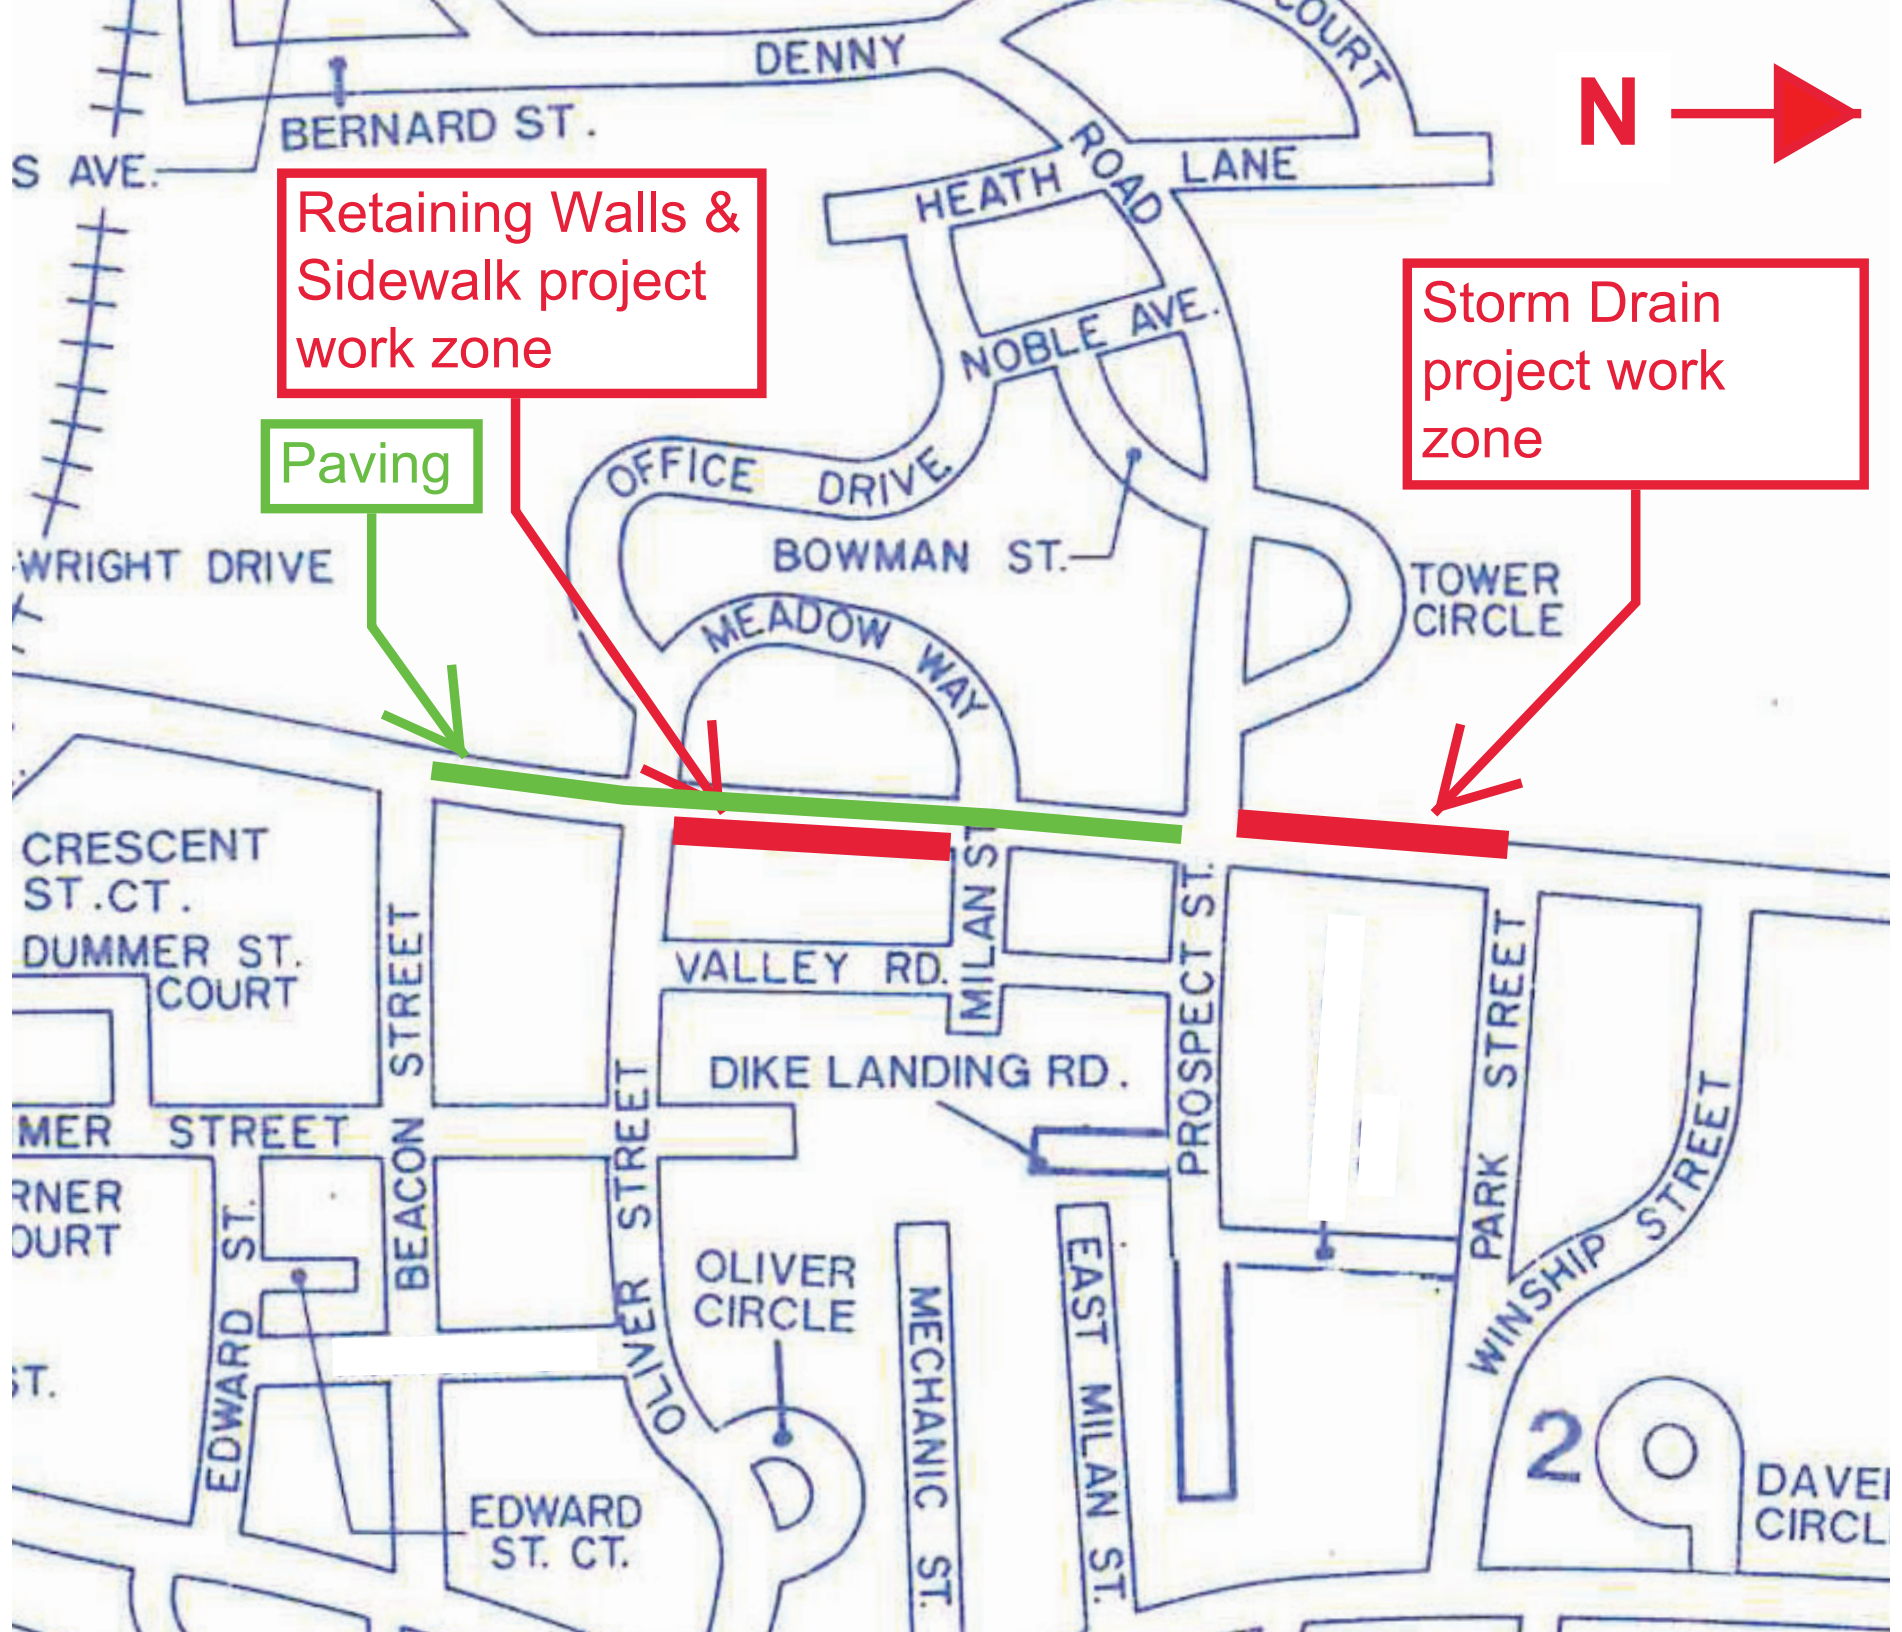 COURT
DENNY
N
BERNARD ST.
ROAD
S AVE.
HEATH
LANE
Retaining Walls &
Sidewalk project
work zone
Storm Drain
project work
zone
NOBLE AVE.
Paving
OFFICE DRIVE
BOWMAN ST.
WRIGHT DRIVE
TOWER
CIRCLE
MEADOW WAY
CRESCENT
ST.CT.
DUMMER ST.
COURT
BEACON STREET
VALLEY RD.
MILAN ST
PROSPECT ST.
PARK STREET
WINSHIP STREET
DIKE LANDING RD.
MER STREET
OLIVER STREET
RNER
OURT
EDWARD ST.
OLIVER
CIRCLE
MECHANIC ST.
EAST MILAN ST.
ST.
2
DAVE
CIRCL
EDWARD
ST. CT.